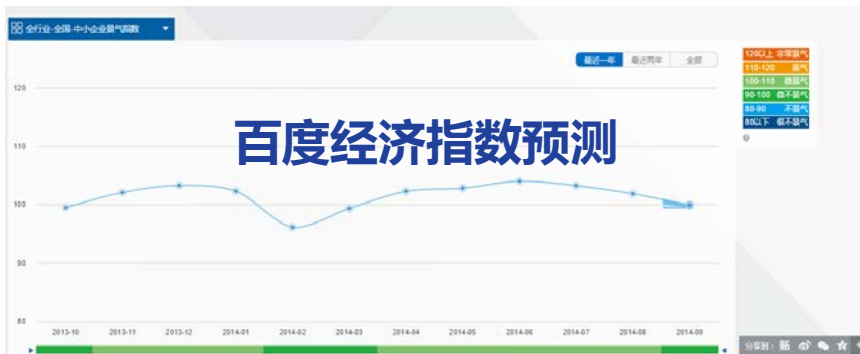 全行业-全国-中小企业景气指数
最近一年 最近两年 全部
120以上 非常景气
110-120 景气
100-110 微景气
90-100 微不景气
80-90 不景气
80以下 很不景气
百度经济指数预测
120
110
100
90
80
2013-10 2013-11 2013-12 2014-01 2014-02 2014-03 2014-04 2014-05 2014-06 2014-07 2014-08 2014-09
分享到: